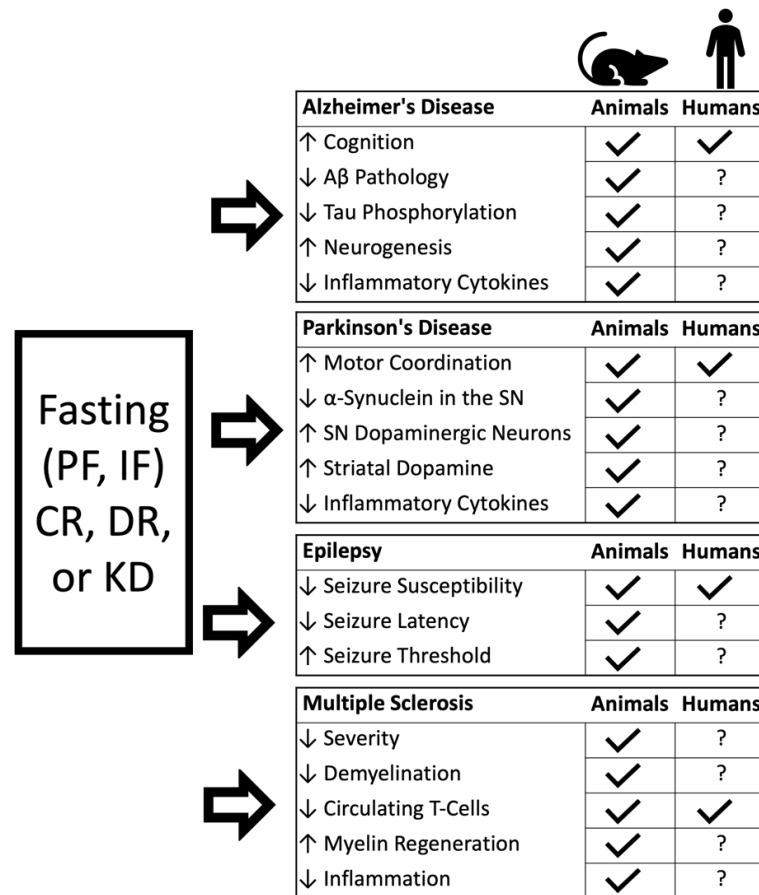 Alzheimer's Disease Animals Humans
↑ Cognition ✓ ✓
↓ Aβ Pathology ✓ ?
↓ Tau Phosphorylation ✓ ?
↑ Neurogenesis ✓ ?
↓ Inflammatory Cytokines ✓ ?
Parkinson's Disease Animals Humans
↑ Motor Coordination ✓ ✓
↓ α-Synuclein in the SN ✓ ?
↑ SN Dopaminergic Neurons ✓ ?
↑ Striatal Dopamine ✓ ?
↓ Inflammatory Cytokines ✓ ?
Fasting
(PF, IF)
CR, DR,
or KD
Epilepsy Animals Humans
↓ Seizure Susceptibility ✓ ✓
↓ Seizure Latency ✓ ?
↑ Seizure Threshold ✓ ?
Multiple Sclerosis Animals Humans
↓ Severity ✓ ?
↓ Demyelination ✓ ?
↓ Circulating T-Cells ✓ ✓
↑ Myelin Regeneration ✓ ?
↓ Inflammation ✓ ?